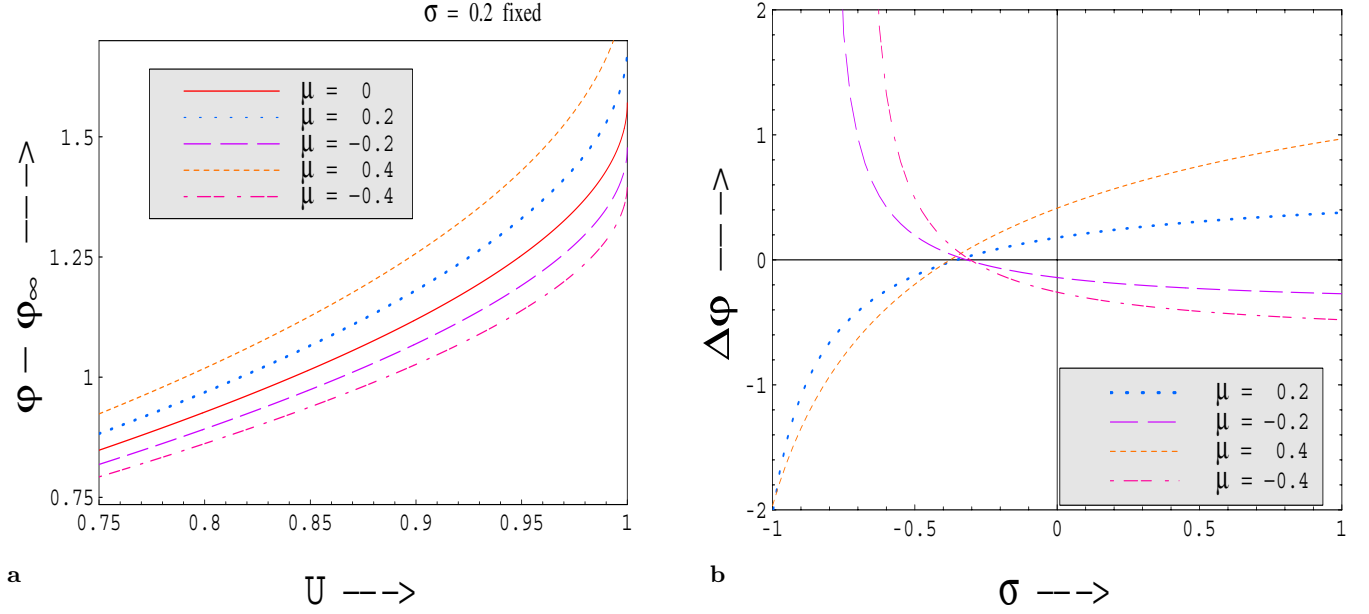 σ = 0.2 fixed
μ = 0
μ = 0.2
μ = -0.2
μ = 0.4
μ = -0.4
1.5
1.25
1
0.75
0.75 0.8 0.85 0.9 0.95 1
φ - φ∞ --->
U --->
a
2
1
0
-1
-2
-1 -0.5 0 0.5 1
Δφ --->
μ = 0.2
μ = -0.2
μ = 0.4
μ = -0.4
σ --->
b